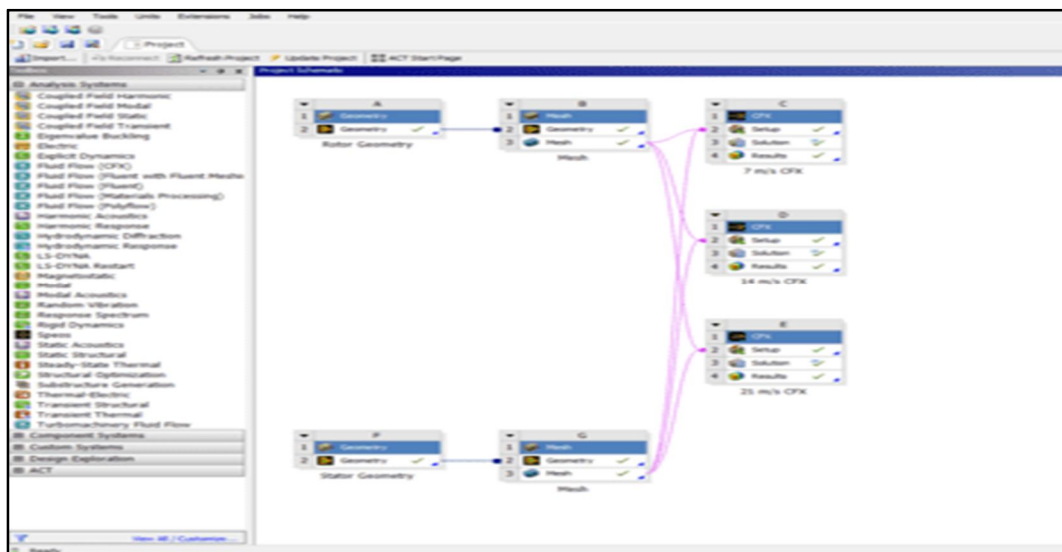 File View Tools Units Extensions Jobs Help
Project
Import... Reconnect Refresh Project Update Project ACT Start Page
Toolbox
Project Schematic
Analysis Systems
Coupled Field Harmonic
Coupled Field Modal
Coupled Field Static
Coupled Field Transient
Eigenvalue Buckling
Electric
Explicit Dynamics
Fluid Flow (CFX)
Fluid Flow (Fluent with Fluent Meshe
Fluid Flow (Fluent)
Fluid Flow (Materials Processing)
Fluid Flow (Polyflow)
Harmonic Acoustics
Harmonic Response
Hydrodynamic Diffraction
Hydrodynamic Response
LS-DYNA
LS-DYNA Restart
Magnetostatic
Modal
Modal Acoustics
Random Vibration
Response Spectrum
Rigid Dynamics
Speos
Static Acoustics
Static Structural
Steady-State Thermal
Structural Optimization
Substructure Generation
Thermal-Electric
Transient Structural
Transient Thermal
Turbomachinery Fluid Flow
Component Systems
Custom Systems
Design Exploration
ACT
View All / Customize...
Ready
A
1 Geometry
2 Geometry
Rotor Geometry
B
1 Mesh
2 Geometry
3 Mesh
Mesh
C
1 CFX
2 Setup
3 Solution
4 Results
7 m/s CFX
D
1 CFX
2 Setup
3 Solution
4 Results
14 m/s CFX
E
1 CFX
2 Setup
3 Solution
4 Results
21 m/s CFX
F
1 Geometry
2 Geometry
Stator Geometry
G
1 Mesh
2 Geometry
3 Mesh
Mesh